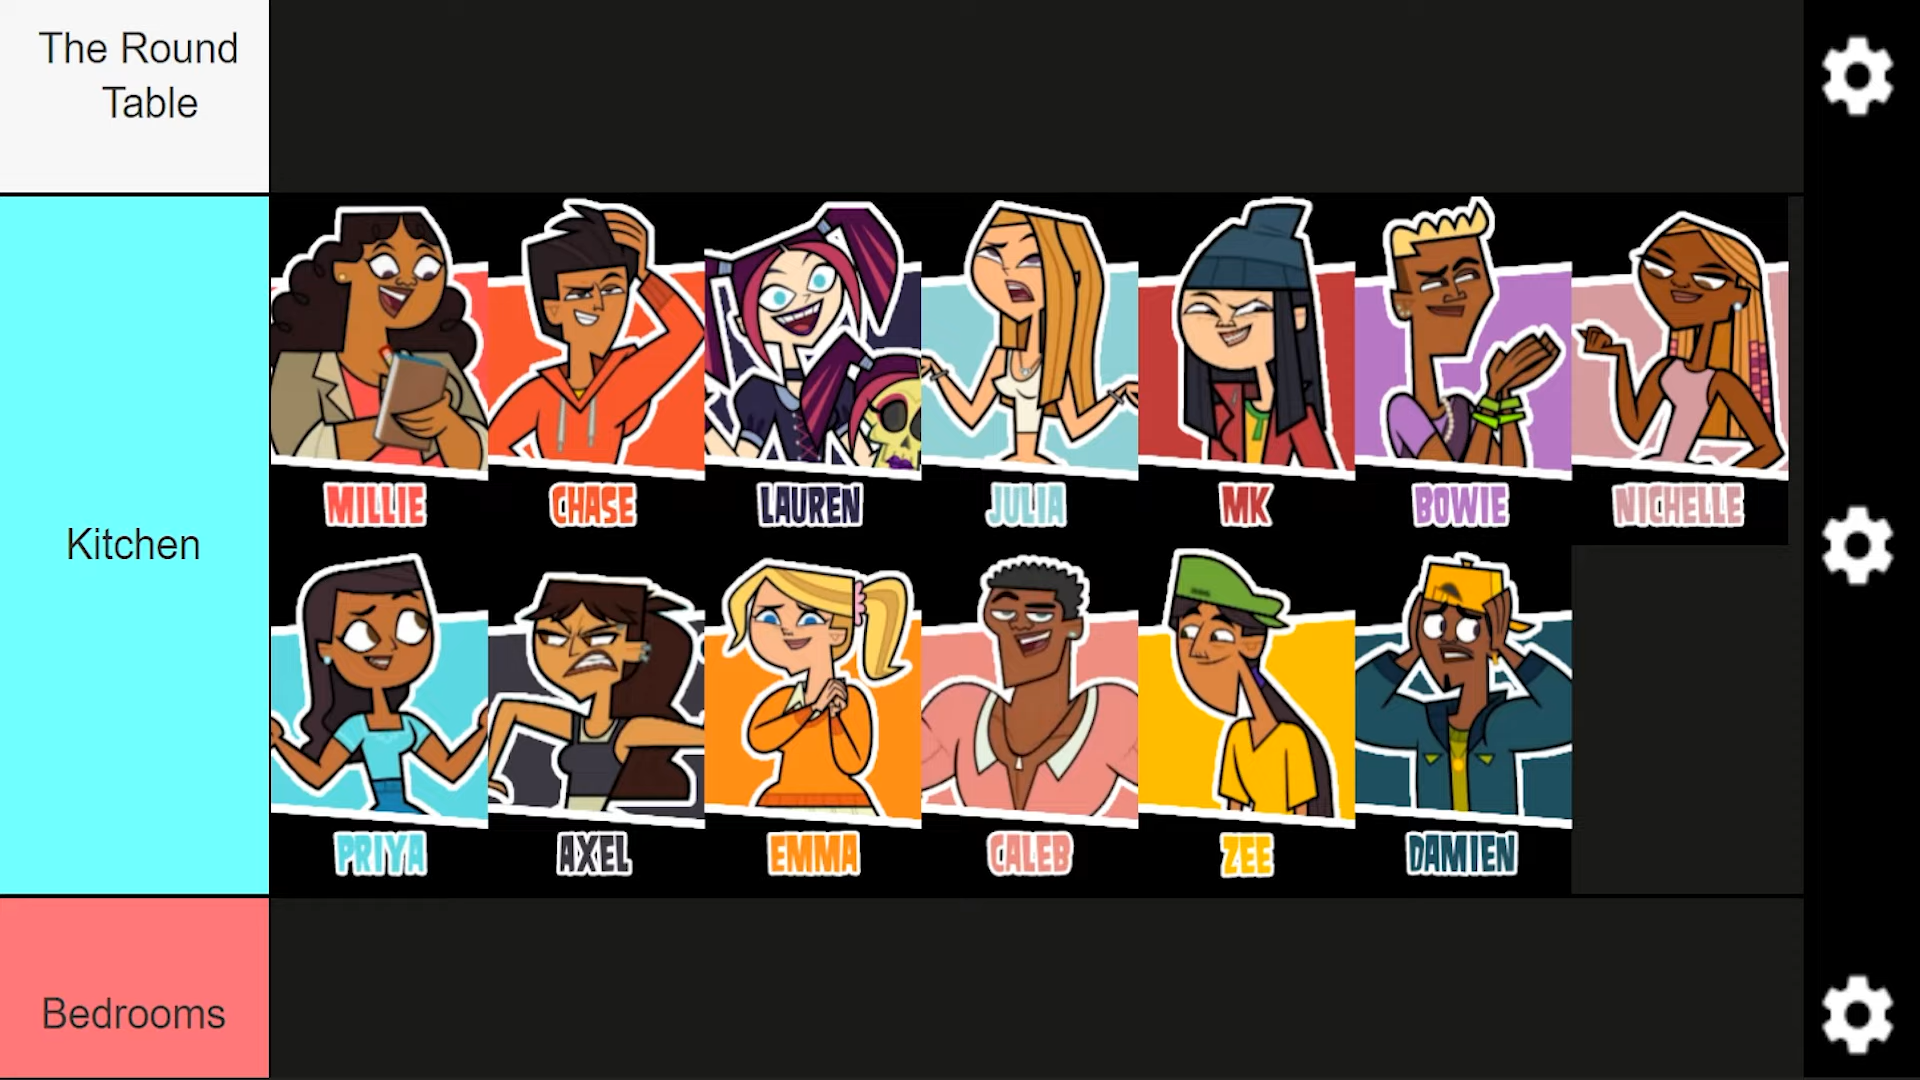 The Round
Table
Kitchen
MILLIE
CHASE
LAUREN
JULIA
MK
BOWIE
NICHELLE
PRIYA
AXEL
EMMA
CALEB
ZEE
DAMIEN
Bedrooms